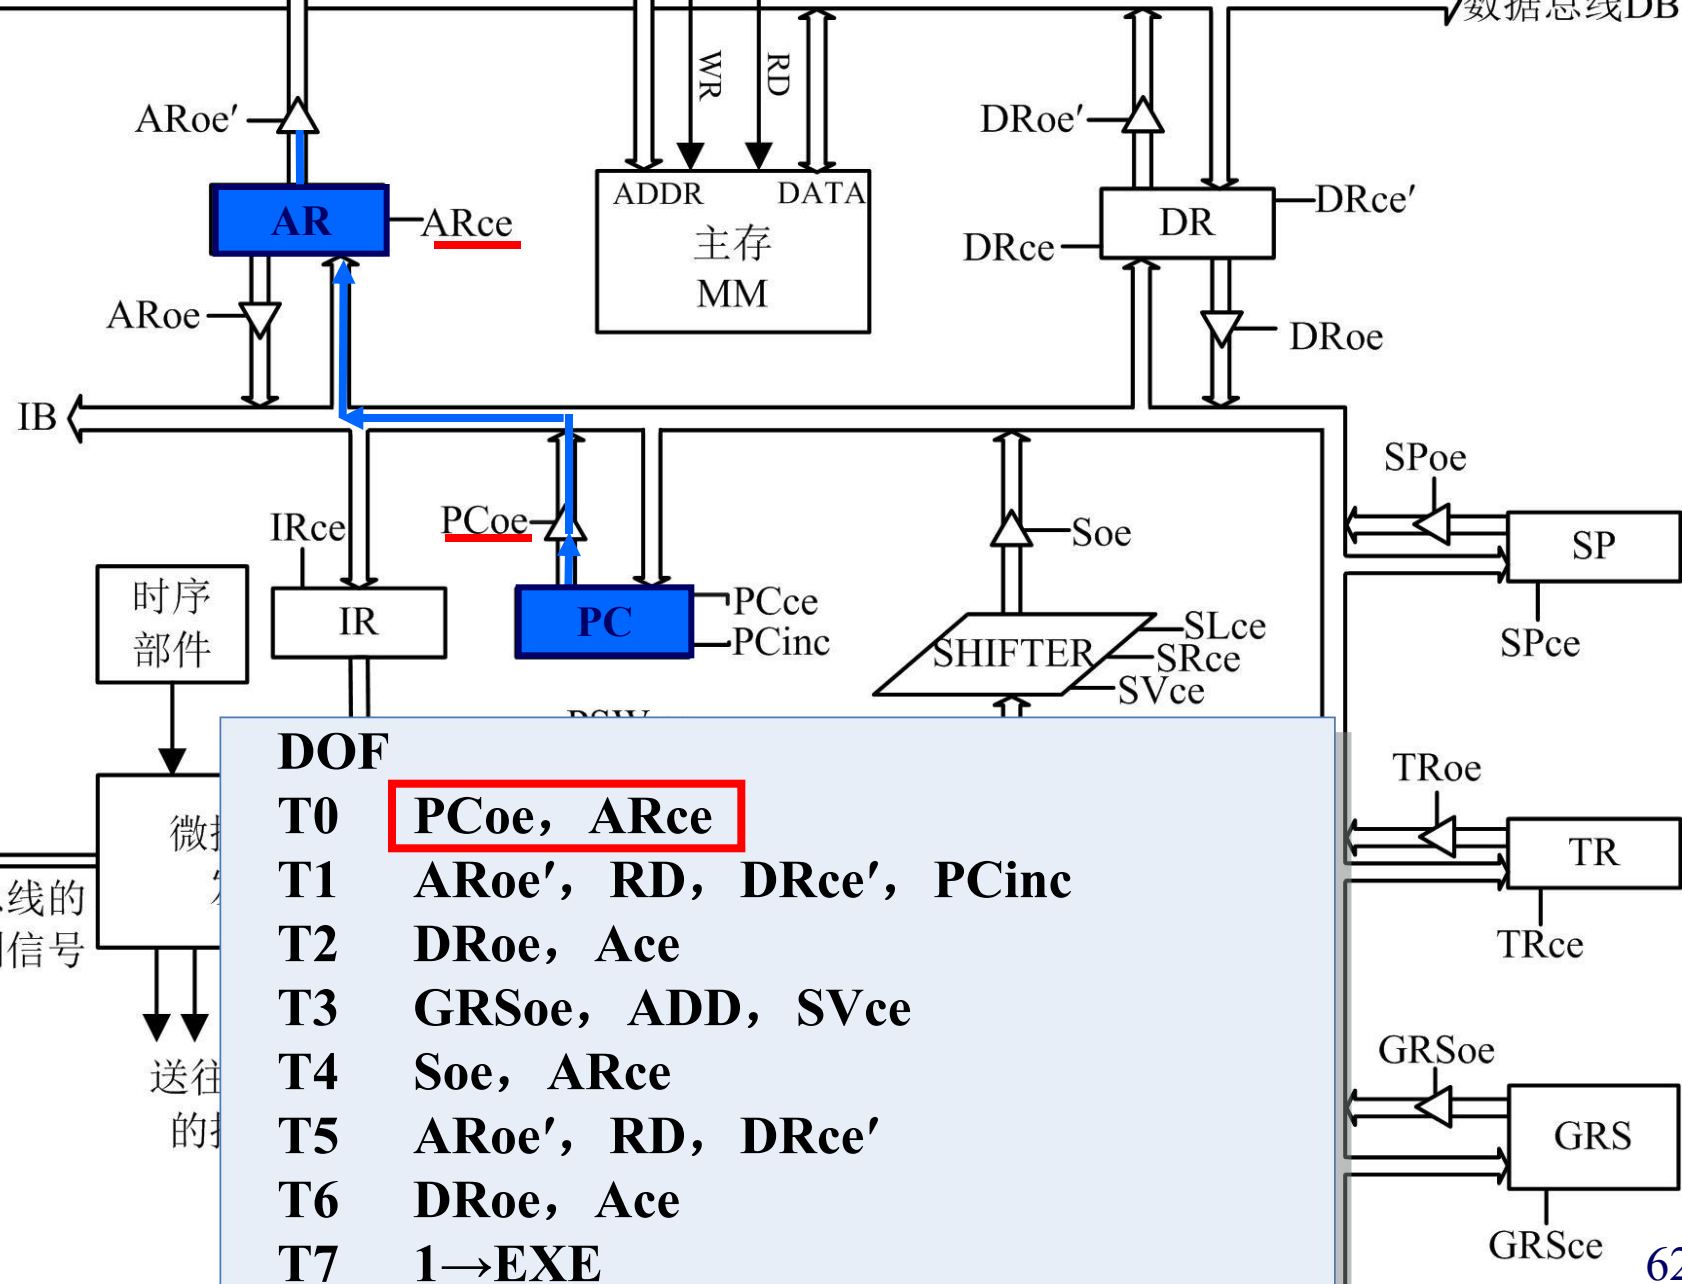 数据总线DB
WR
RD
ARoe′
DRoe′
AR
ARce
ADDR
DATA
主存
MM
DR
DRce′
DRce
ARoe
DRoe
IB
SPoe
IRce
PCoe
Soe
SP
时序
部件
IR
PC
PCce
PCinc
SHIFTER
SLce
SRce
SVce
SPce
TRoe
TR
TRce
线的
信号
送往
的
GRSoe
GRS
GRSce
DOF
T0 PCoe，ARce
T1 ARoe′，RD，DRce′，PCinc
T2 DRoe，Ace
T3 GRSoe，ADD，SVce
T4 Soe，ARce
T5 ARoe′，RD，DRce′
T6 DRoe，Ace
T7 1→EXE
62